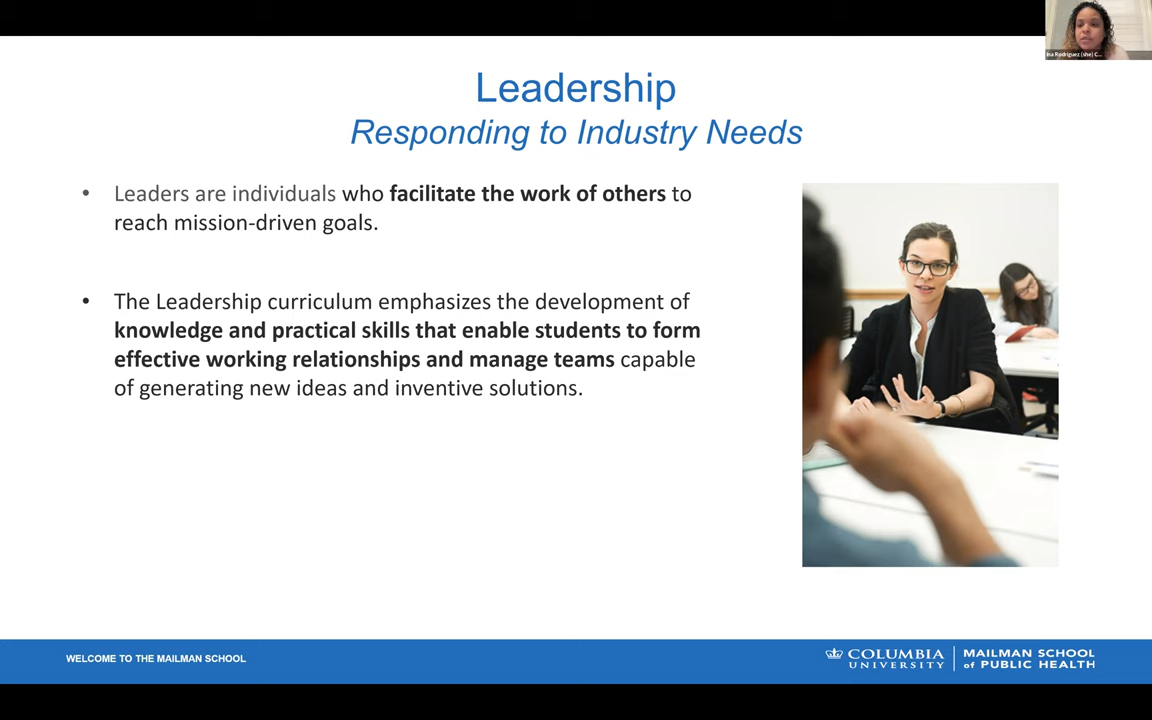 Ina Rodriguez (she) C...
Leadership
Responding to Industry Needs
• Leaders are individuals who facilitate the work of others to
reach mission-driven goals.
• The Leadership curriculum emphasizes the development of
knowledge and practical skills that enable students to form
effective working relationships and manage teams capable
of generating new ideas and inventive solutions.
WELCOME TO THE MAILMAN SCHOOL
COLUMBIA
UNIVERSITY
MAILMAN SCHOOL
of PUBLIC HEALTH